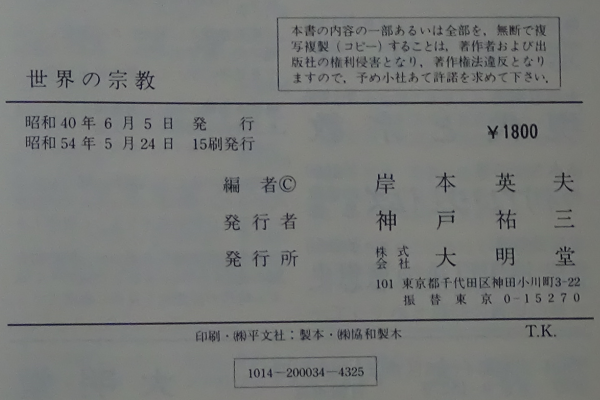 本書の内容の一部あるいは全部を，無断で複
写複製（コピー）することは，著作者および出
版社の権利侵害となり，著作権法違反となり
ますので，予め小社あて許諾を求めて下さい．
世界の宗教
昭和40年6月5日 発行
昭和54年5月24日 15刷発行
¥1800
編者© 岸本英夫
発行者 神戸祐三
発行所 株式会社 大明堂
101 東京都千代田区神田小川町3-22
振替東京0-15270
印刷・㈱平文社：製本・㈱協和製本
T.K.
1014-200034-4325